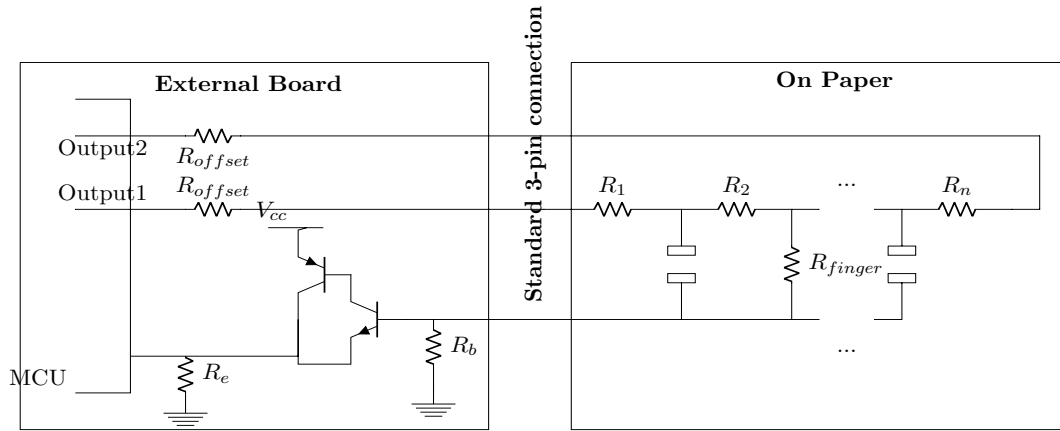 External Board
Standard 3-pin connection
On Paper
Output2
R_{offset}
Output1
R_{offset}
V_{cc}
R_1
R_2
...
R_n
R_{finger}
R_b
...
MCU
R_e